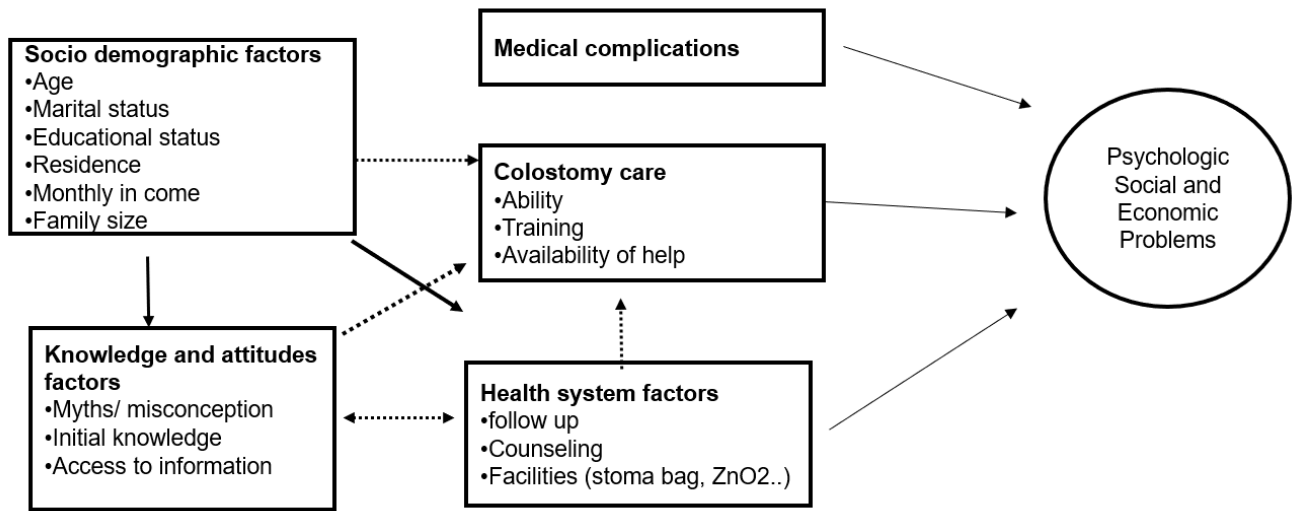 Socio demographic factors
•Age
•Marital status
•Educational status
•Residence
•Monthly in come
•Family size
Medical complications
Colostomy care
•Ability
•Training
•Availability of help
Psychologic
Social and
Economic
Problems
Knowledge and attitudes
factors
•Myths/ misconception
•Initial knowledge
•Access to information
Health system factors
•follow up
•Counseling
•Facilities (stoma bag, ZnO2..)